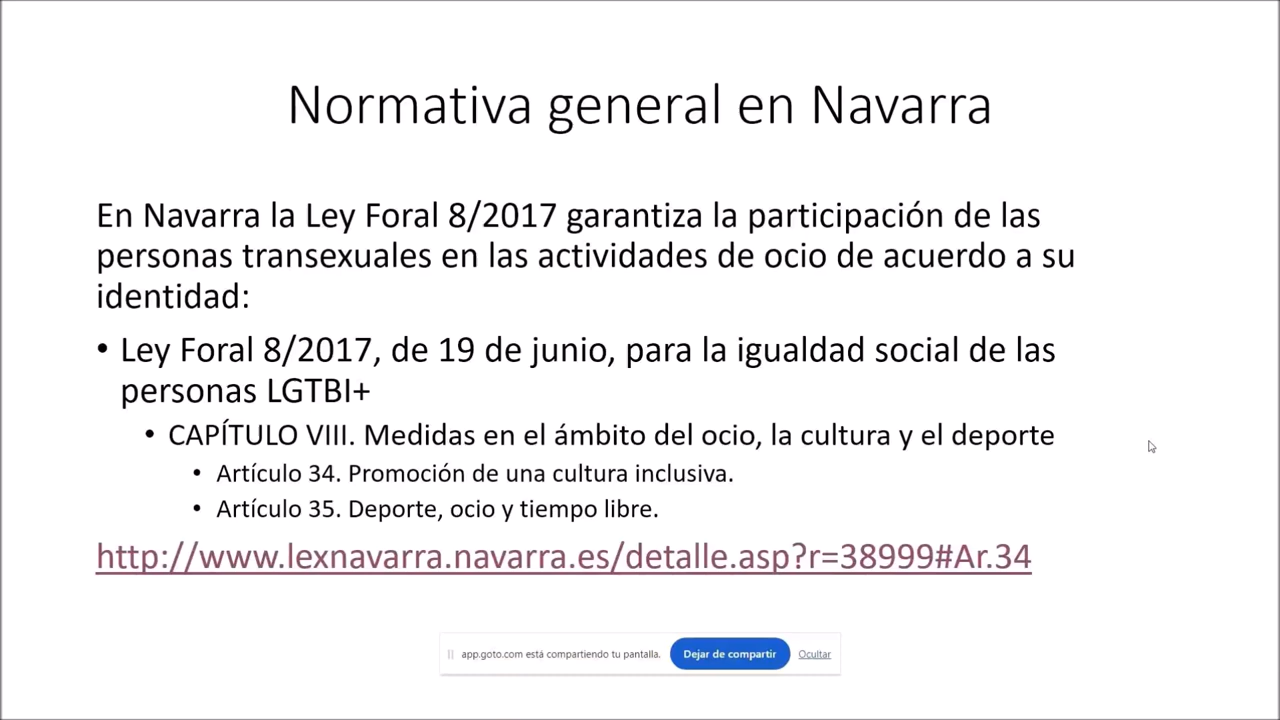 Normativa general en Navarra
En Navarra la Ley Foral 8/2017 garantiza la participación de las
personas transexuales en las actividades de ocio de acuerdo a su
identidad:
• Ley Foral 8/2017, de 19 de junio, para la igualdad social de las
personas LGTBI+
• CAPÍTULO VIII. Medidas en el ámbito del ocio, la cultura y el deporte
• Artículo 34. Promoción de una cultura inclusiva.
• Artículo 35. Deporte, ocio y tiempo libre.
http://www.lexnavarra.navarra.es/detalle.asp?r=38999#Ar.34
app.goto.com está compartiendo tu pantalla. Dejar de compartir Ocultar